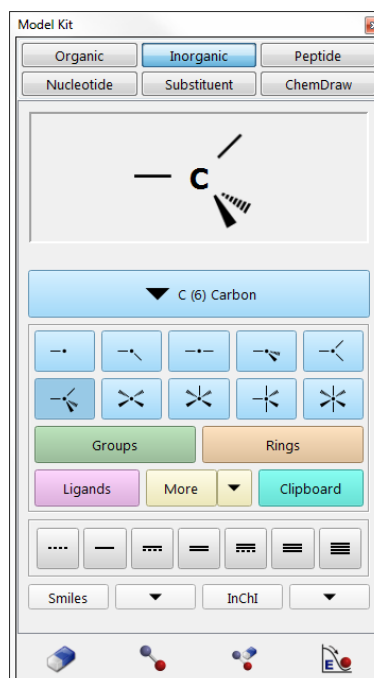 Model Kit
Organic Inorganic Peptide
Nucleotide Substituent ChemDraw
C
C (6) Carbon
Groups Rings
Ligands More Clipboard
Smiles InChI
E